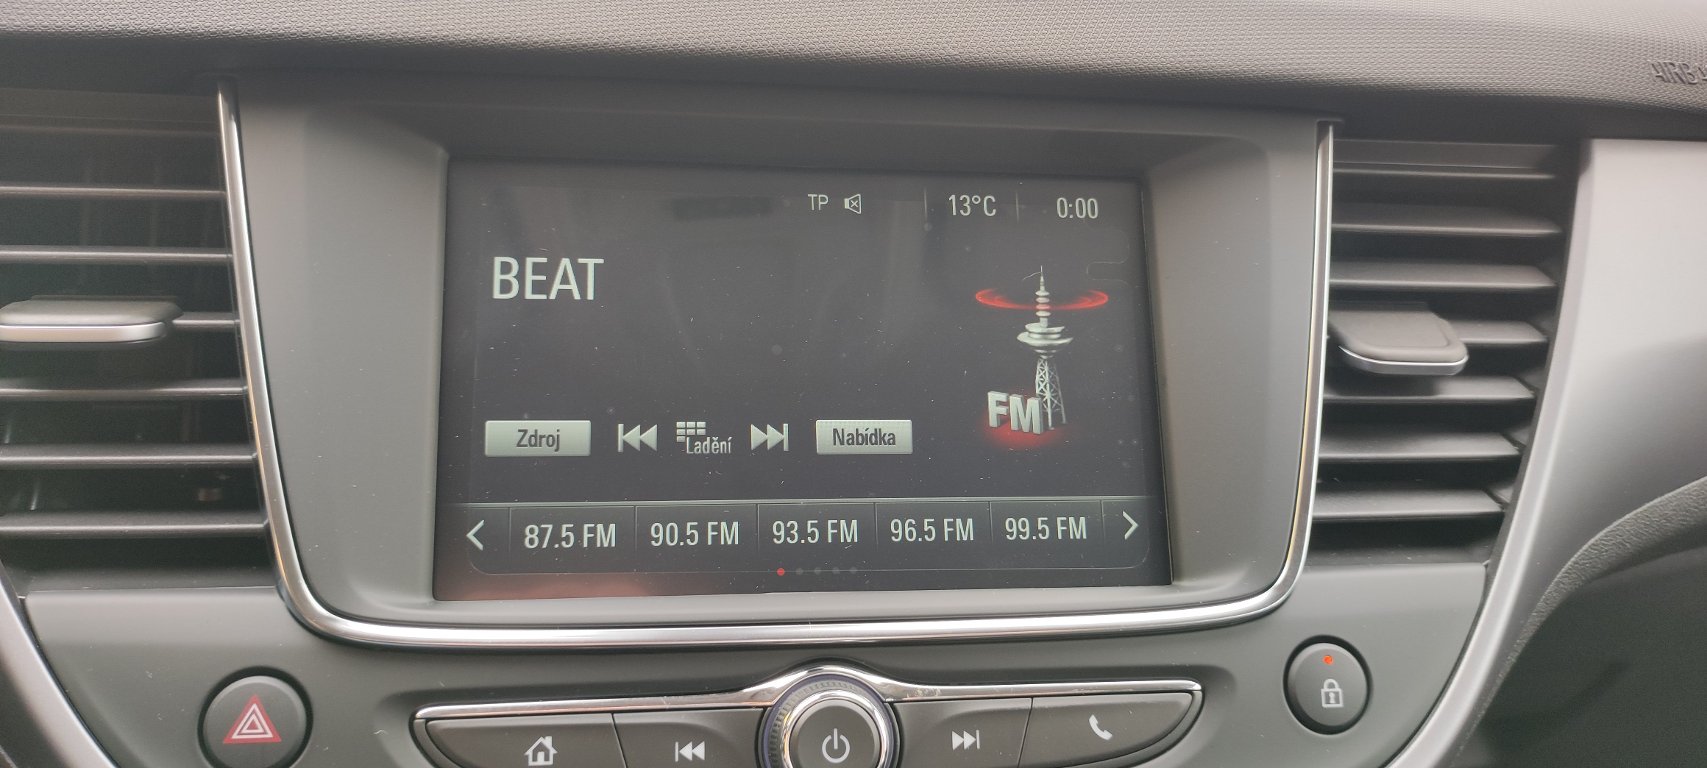 AIRB
TP 13°C 0:00
BEAT
FM
Zdroj Ladění Nabídka
87.5 FM 90.5 FM 93.5 FM 96.5 FM 99.5 FM